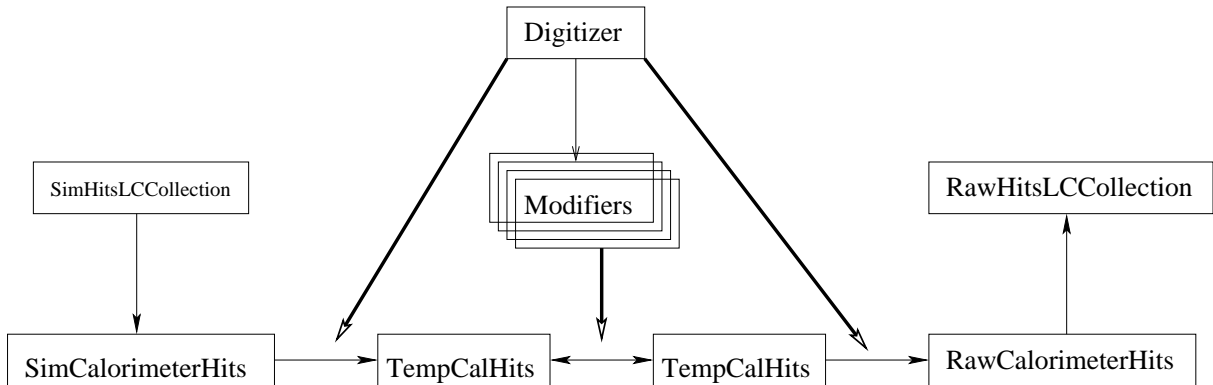 Digitizer
SimHitsLCCollection
Modifiers
RawHitsLCCollection
SimCalorimeterHits
TempCalHits
TempCalHits
RawCalorimeterHits